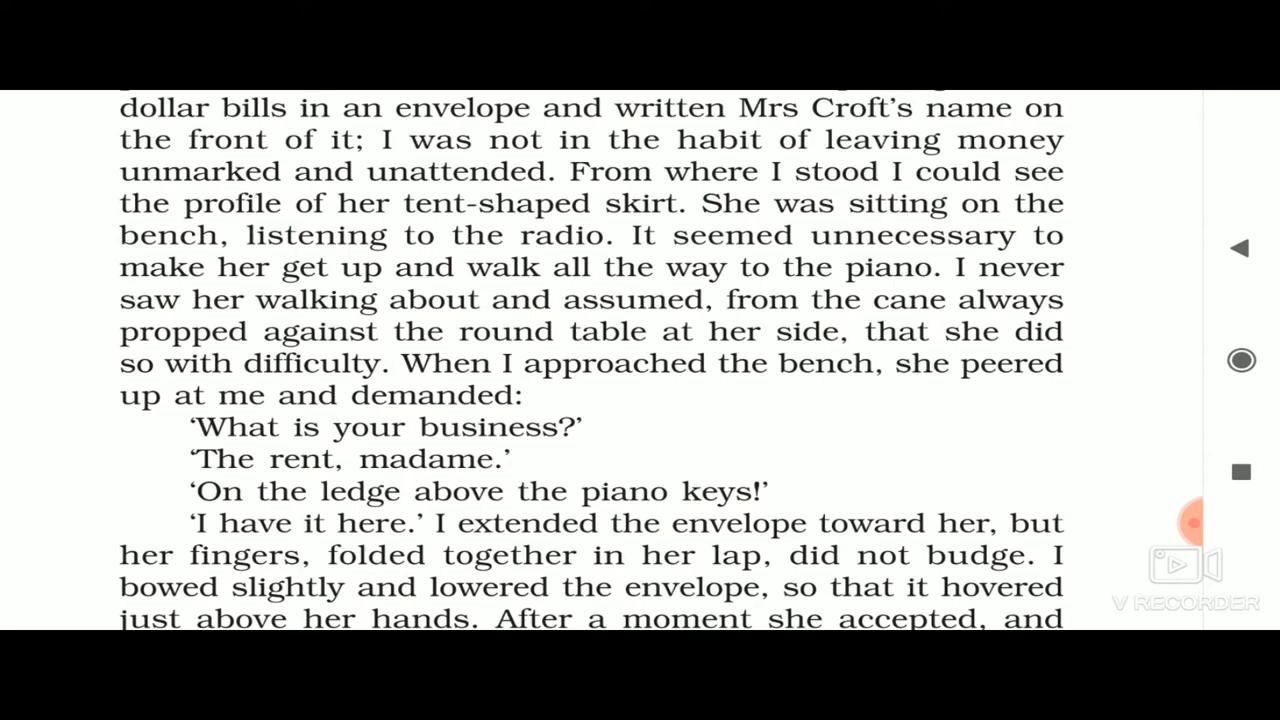 dollar bills in an envelope and written Mrs Croft’s name on
the front of it; I was not in the habit of leaving money
unmarked and unattended. From where I stood I could see
the profile of her tent-shaped skirt. She was sitting on the
bench, listening to the radio. It seemed unnecessary to
make her get up and walk all the way to the piano. I never
saw her walking about and assumed, from the cane always
propped against the round table at her side, that she did
so with difficulty. When I approached the bench, she peered
up at me and demanded:
‘What is your business?’
‘The rent, madame.’
‘On the ledge above the piano keys!’
‘I have it here.’ I extended the envelope toward her, but
her fingers, folded together in her lap, did not budge. I
bowed slightly and lowered the envelope, so that it hovered
just above her hands. After a moment she accepted, and
V RECORDER